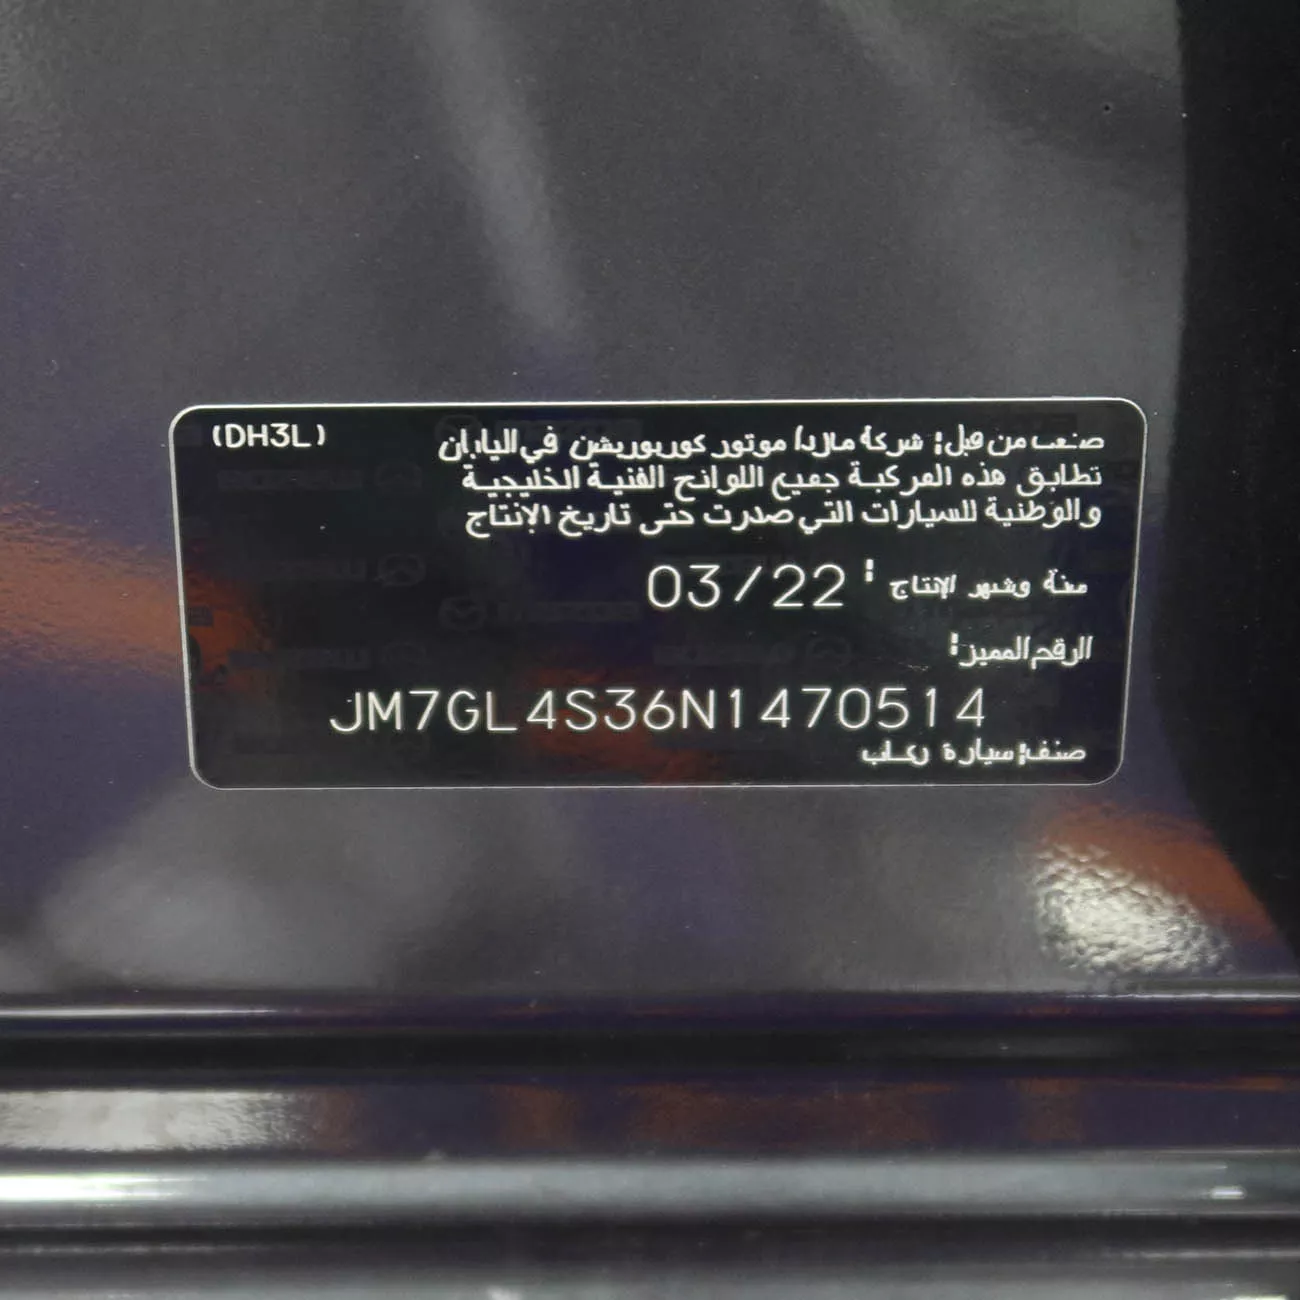 (DH3L)
صنعت من قبل: شركة مازدا موتور كوربوريشن في اليابان
تطابق هذه المركبة جميع اللوائح الفنية الخليجية
والوطنية للسيارات التي صدرت حتى تاريخ الإنتاج
سنة وشهر الإنتاج : 03/22
الرقم المميز:
JM7GL4S36N1470514
صنف: سيارة ركاب